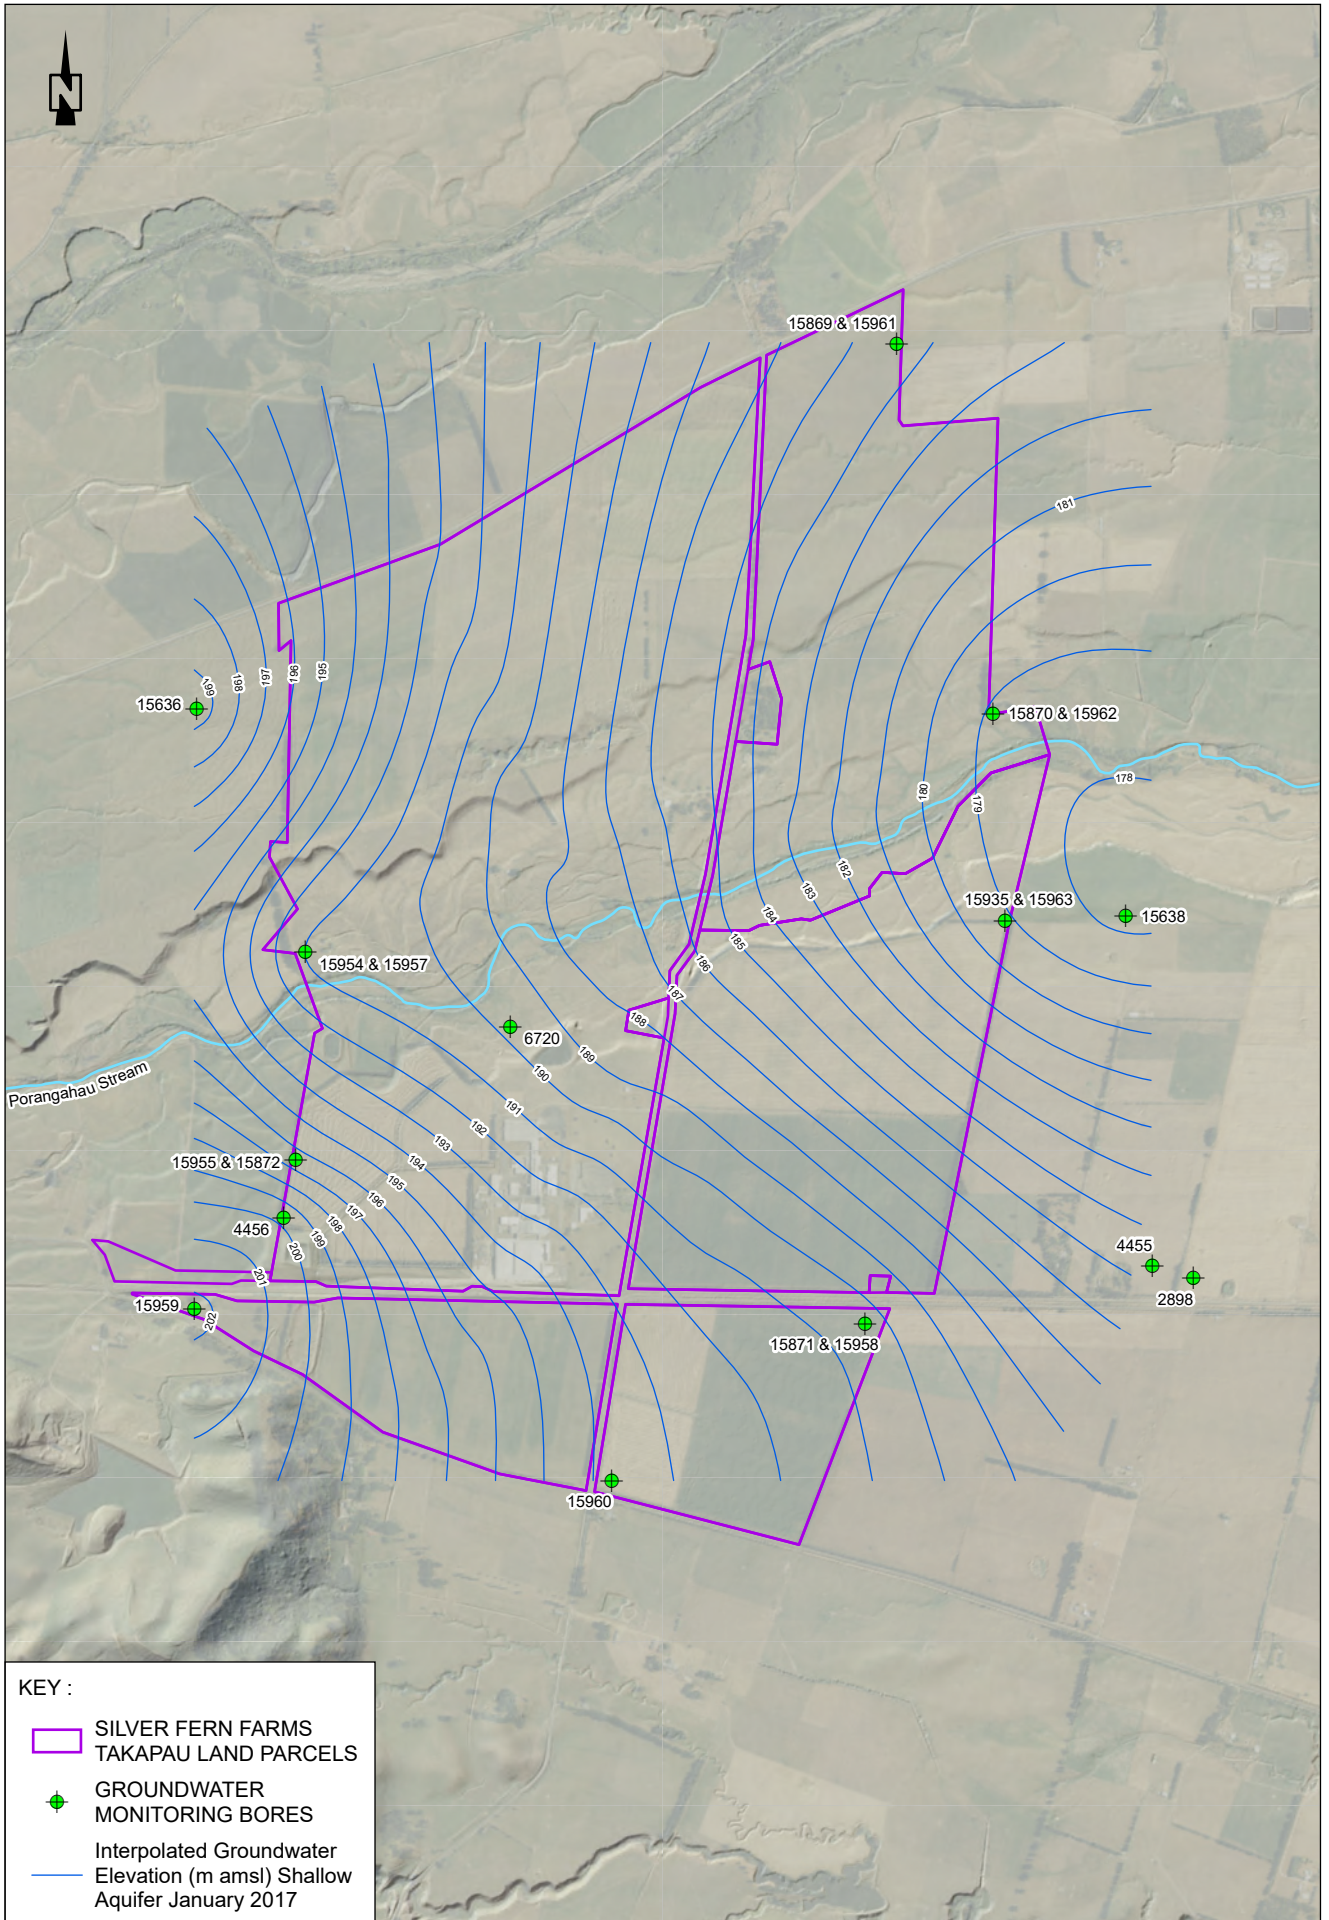 N
15869 & 15961
181
199
198
197
196
195
15636
15870 & 15962
178
180
179
182
183
15935 & 15963
15638
184
185
186
15954 & 15957
187
188
6720
189
190
Porangahau Stream
191
192
193
194
15955 & 15872
195
196
197
198
4456
199
200
4455
201
2898
15959
202
15871 & 15958
15960
KEY :
SILVER FERN FARMS
TAKAPAU LAND PARCELS
GROUNDWATER
MONITORING BORES
Interpolated Groundwater
Elevation (m amsl) Shallow
Aquifer January 2017